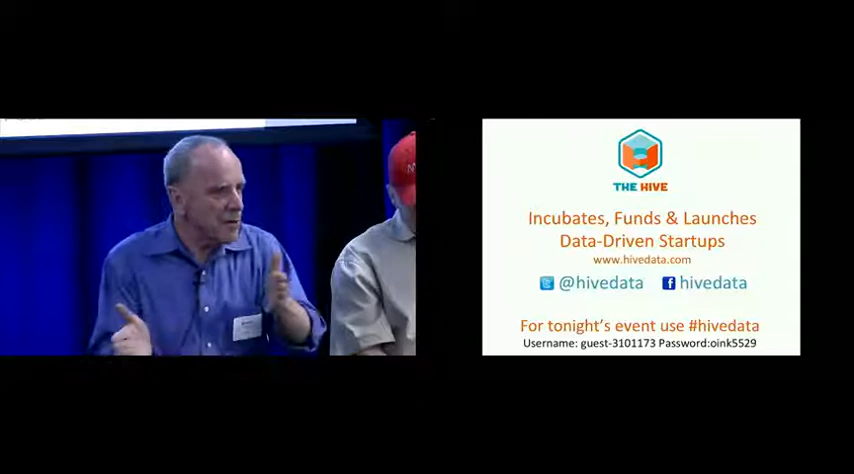 THE HIVE
Incubates, Funds & Launches
Data-Driven Startups
www.hivedata.com
@hivedata f hivedata
For tonight's event use #hivedata
Username: guest-3101173 Password:oink5529